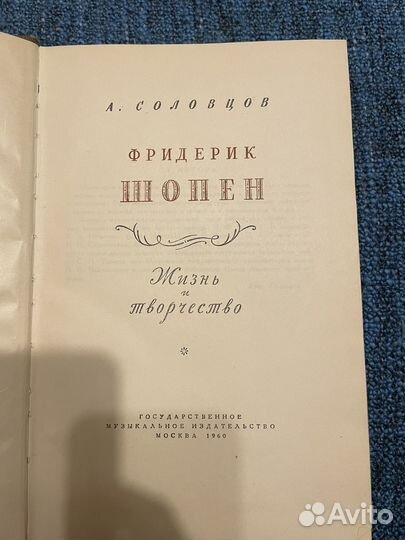 А. СОЛОВЦОВ
ФРИДЕРИК
ШОПЕН
Жизнь
и
творчество
ГОСУДАРСТВЕННОЕ
МУЗЫКАЛЬНОЕ ИЗДАТЕЛЬСТВО
МОСКВА 1960
Avito